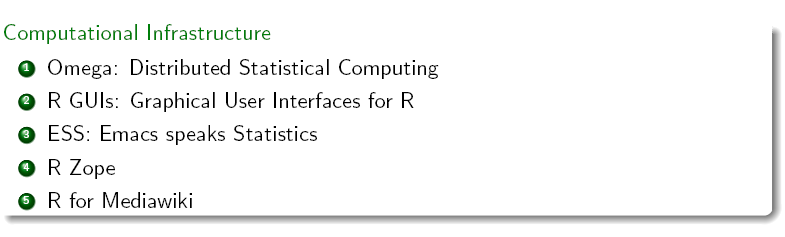 Computational Infrastructure
1 Omega: Distributed Statistical Computing
2 R GUIs: Graphical User Interfaces for R
3 ESS: Emacs speaks Statistics
4 R Zope
5 R for Mediawiki